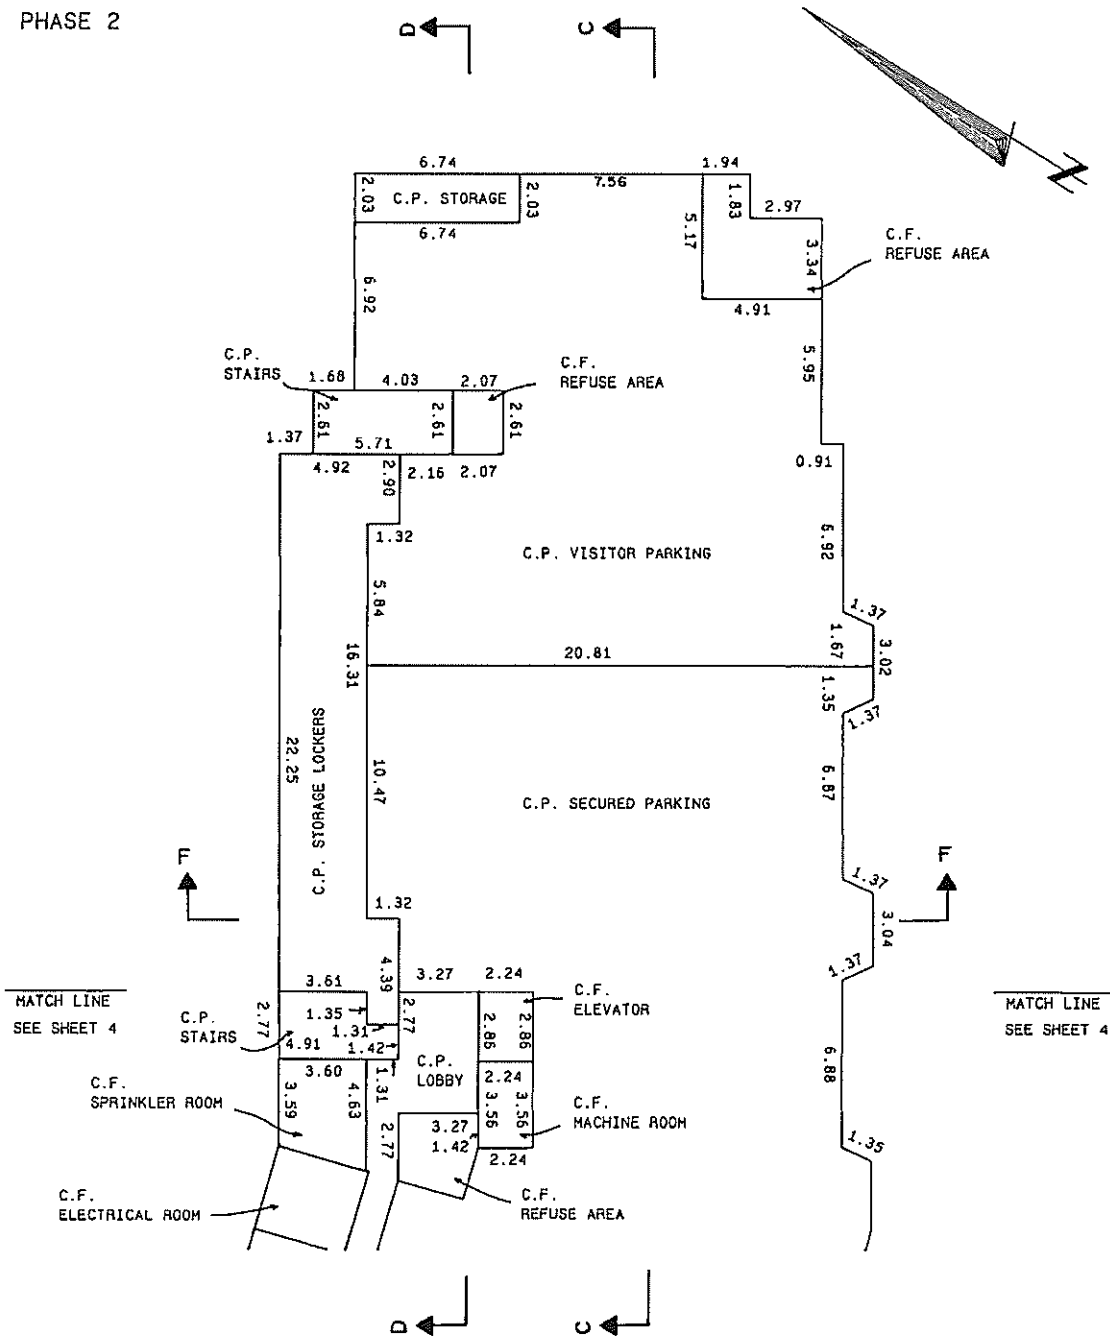 PHASE 2
D
C
N
6.74
7.56
1.94
2.03
C.P. STORAGE
2.03
6.74
5.17
1.83
2.97
3.34
C.F.
REFUSE AREA
4.91
6.92
5.95
C.P.
STAIRS
1.68
4.03
2.07
C.F.
REFUSE AREA
2.61
2.61
2.61
1.37
5.71
4.92
2.90
2.16
2.07
0.91
1.32
C.P. VISITOR PARKING
6.92
5.84
1.37
1.67
3.02
16.31
20.81
1.35
1.37
22.25
C.P. STORAGE LOCKERS
10.47
C.P. SECURED PARKING
6.87
F
F
1.37
3.04
1.32
1.37
4.39
3.61
3.27
2.24
MATCH LINE
SEE SHEET 4
MATCH LINE
SEE SHEET 4
2.77
C.P.
STAIRS
1.35
1.31
1.42
2.77
2.86
2.86
C.F.
ELEVATOR
4.91
3.60
C.P.
LOBBY
2.24
6.88
C.F.
SPRINKLER ROOM
3.59
4.63
1.31
3.56
3.56
C.F.
MACHINE ROOM
2.77
3.27
1.42
2.24
1.35
C.F.
ELECTRICAL ROOM
C.F.
REFUSE AREA
D
C